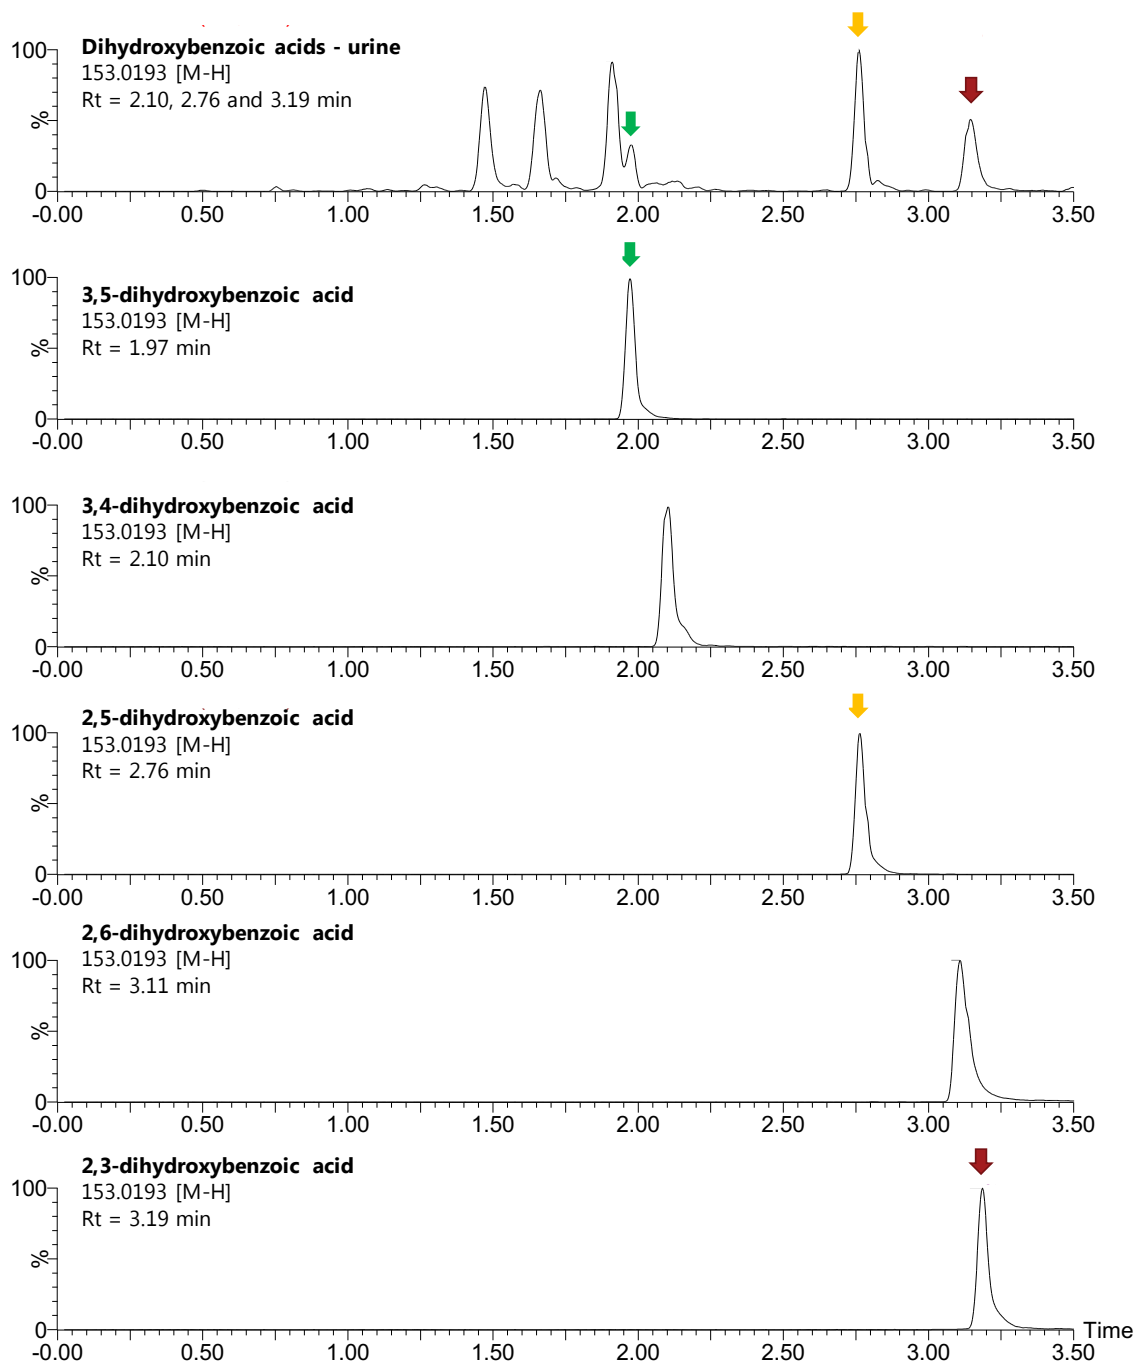 Dihydroxybenzoic acids - urine
153.0193 [M-H]
Rt = 2.10, 2.76 and 3.19 min
100
%
0
-0.00 0.50 1.00 1.50 2.00 2.50 3.00 3.50
3,5-dihydroxybenzoic acid
153.0193 [M-H]
Rt = 1.97 min
100
%
0
-0.00 0.50 1.00 1.50 2.00 2.50 3.00 3.50
3,4-dihydroxybenzoic acid
153.0193 [M-H]
Rt = 2.10 min
100
%
0
-0.00 0.50 1.00 1.50 2.00 2.50 3.00 3.50
2,5-dihydroxybenzoic acid
153.0193 [M-H]
Rt = 2.76 min
100
%
0
-0.00 0.50 1.00 1.50 2.00 2.50 3.00 3.50
2,6-dihydroxybenzoic acid
153.0193 [M-H]
Rt = 3.11 min
100
%
0
-0.00 0.50 1.00 1.50 2.00 2.50 3.00 3.50
2,3-dihydroxybenzoic acid
153.0193 [M-H]
Rt = 3.19 min
100
%
0
Time
-0.00 0.50 1.00 1.50 2.00 2.50 3.00 3.50